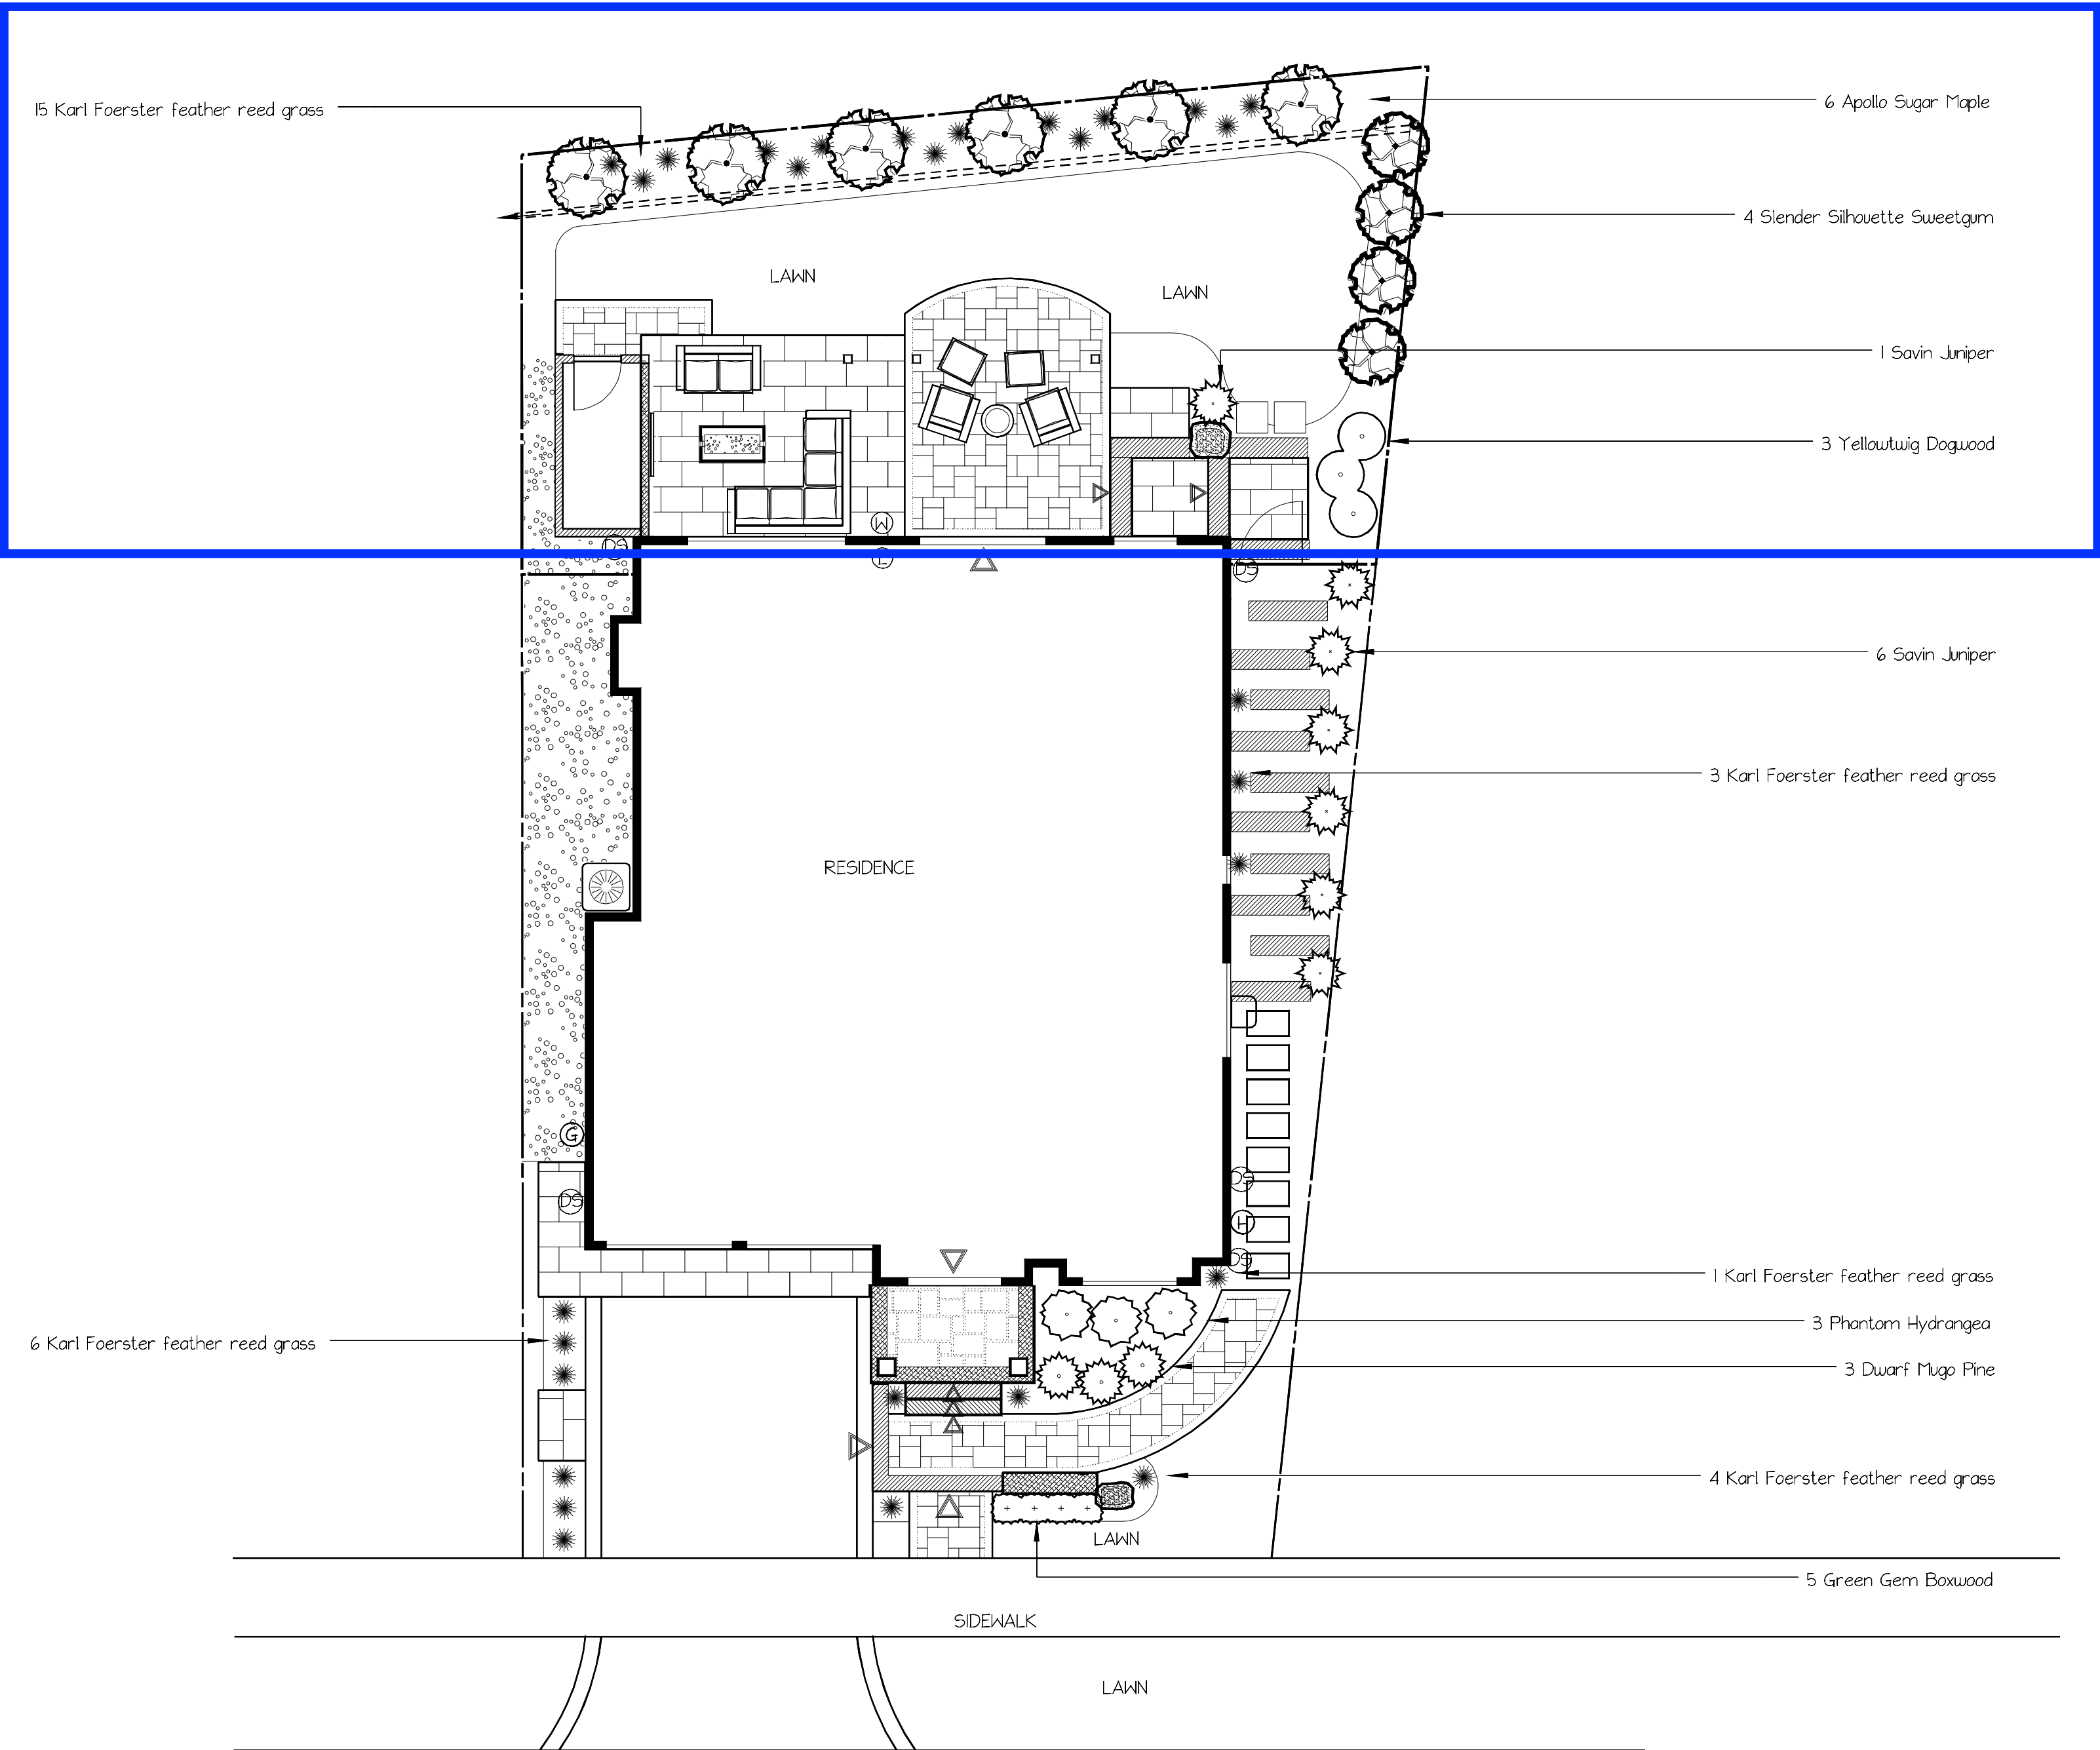 6 Apollo Sugar Maple
15 Karl Foerster feather reed grass
4 Slender Silhouette Sweetgum
LAWN
LAWN
1 Savin Juniper
3 Yellowtwig Dogwood
W
DS
L
DS
6 Savin Juniper
3 Karl Foerster feather reed grass
RESIDENCE
G
DS
DS
H
DS
1 Karl Foerster feather reed grass
3 Phantom Hydrangea
6 Karl Foerster feather reed grass
3 Dwarf Mugo Pine
4 Karl Foerster feather reed grass
LAWN
5 Green Gem Boxwood
SIDEWALK
LAWN